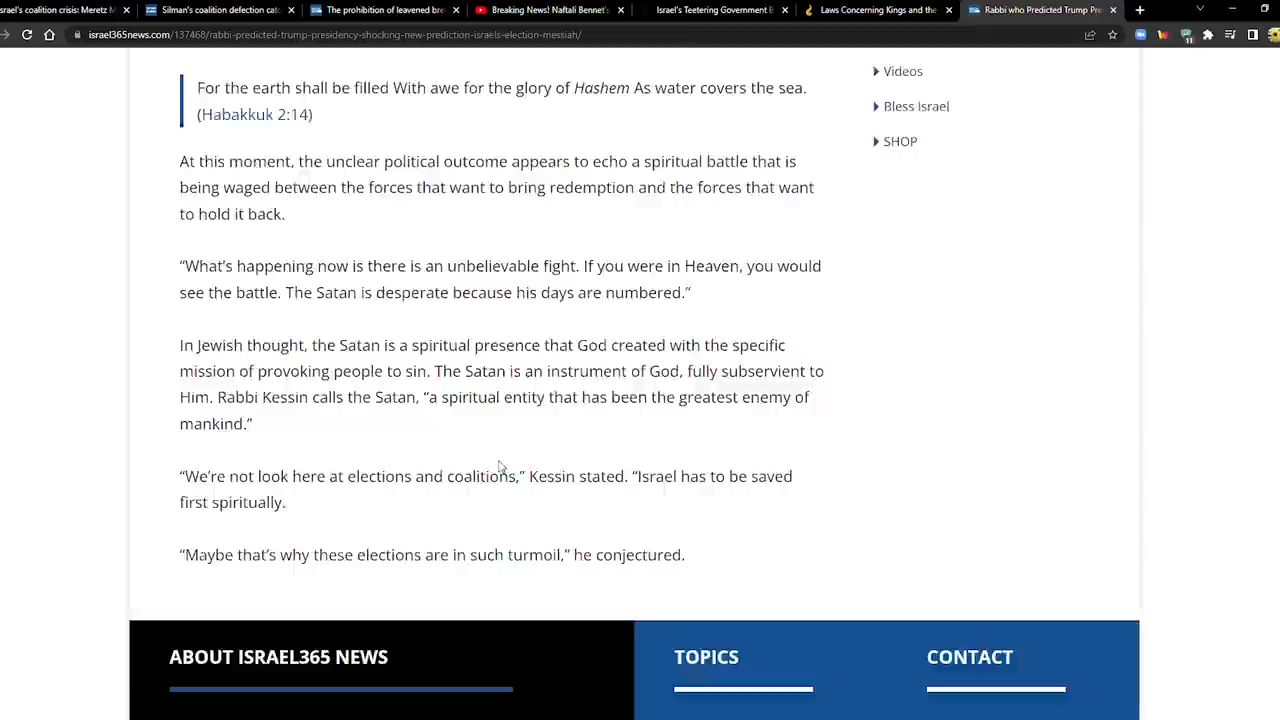 srael's coalition crisis: Meretz M
Silman's coalition defection cat
The prohibition of leavened bre
Breaking News! Naftali Bennet's
Israel's Teetering Government B
Laws Concerning Kings and the
Rabbi who Predicted Trump Pre
israel365news.com/137468/rabbi-predicted-trump-presidency-shocking-new-prediction-israels-election-messiah/
11
For the earth shall be filled With awe for the glory of Hashem As water covers the sea.
(Habakkuk 2:14)
At this moment, the unclear political outcome appears to echo a spiritual battle that is
being waged between the forces that want to bring redemption and the forces that want
to hold it back.
“What’s happening now is there is an unbelievable fight. If you were in Heaven, you would
see the battle. The Satan is desperate because his days are numbered.”
In Jewish thought, the Satan is a spiritual presence that God created with the specific
mission of provoking people to sin. The Satan is an instrument of God, fully subservient to
Him. Rabbi Kessin calls the Satan, “a spiritual entity that has been the greatest enemy of
mankind.”
“We’re not look here at elections and coalitions,” Kessin stated. “Israel has to be saved
first spiritually.
“Maybe that’s why these elections are in such turmoil,” he conjectured.
Videos
Bless Israel
SHOP
ABOUT ISRAEL365 NEWS
TOPICS
CONTACT